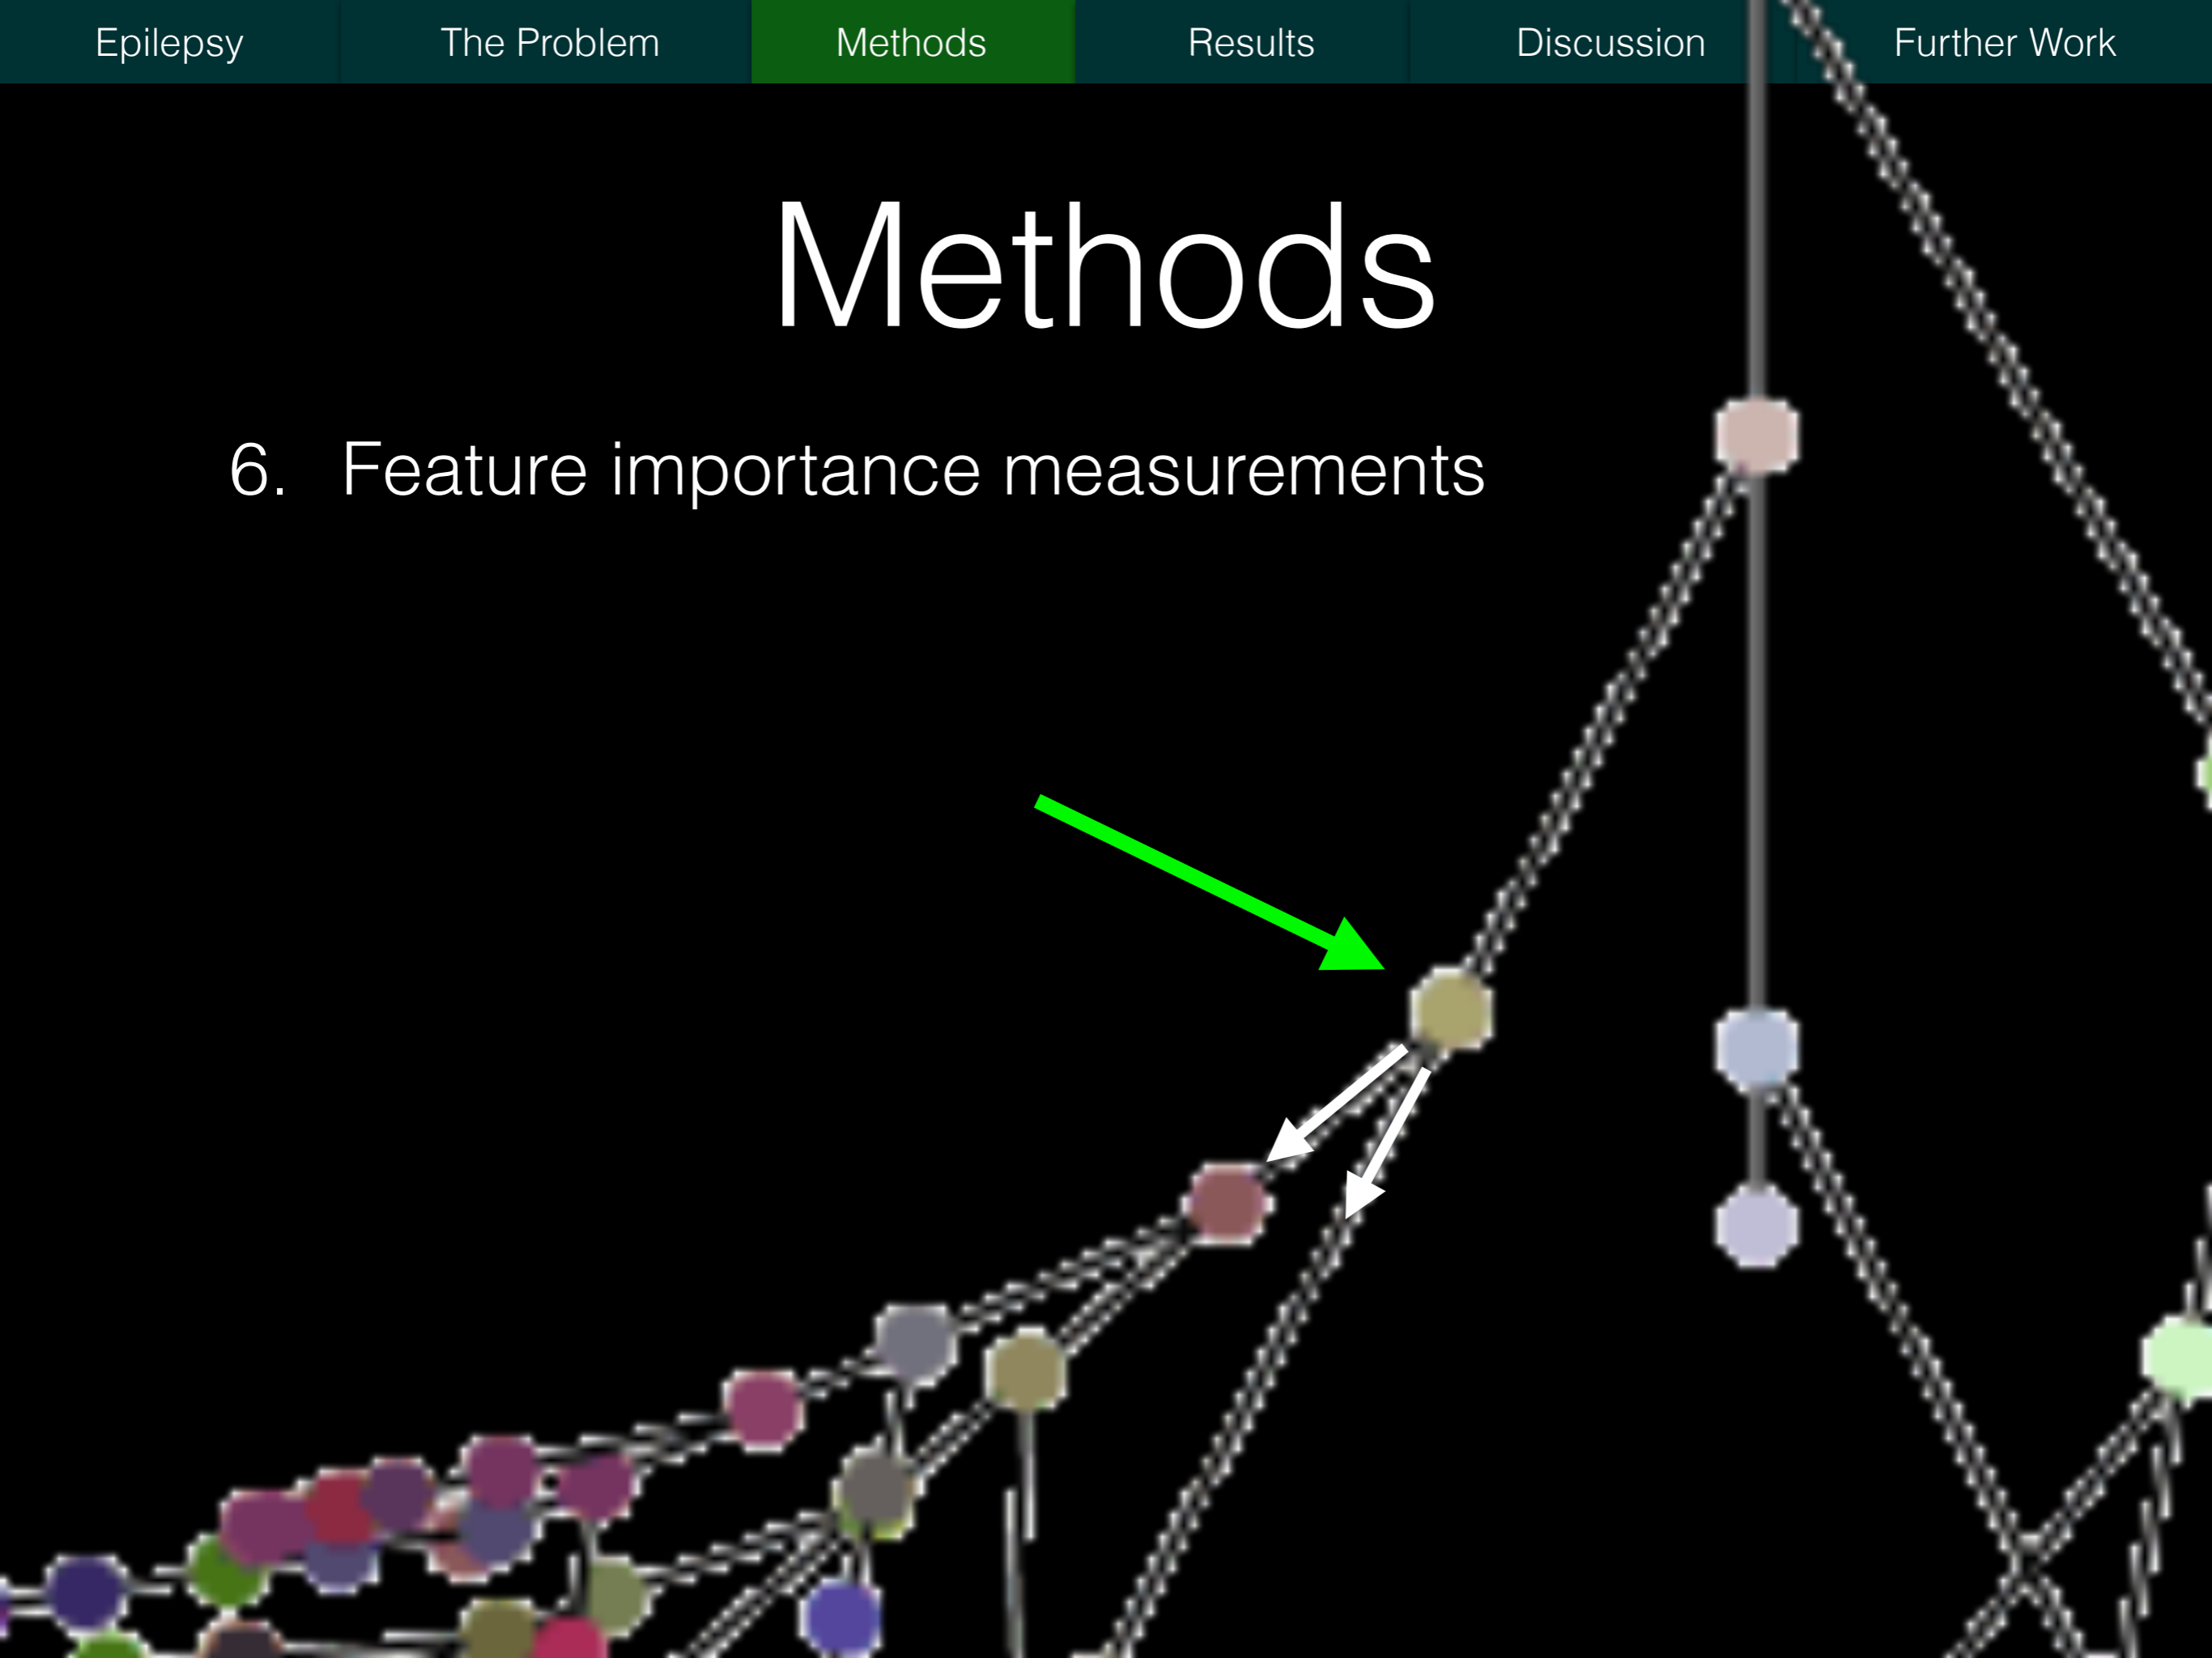 Epilepsy The Problem Methods Results Discussion Further Work
Methods
6. Feature importance measurements